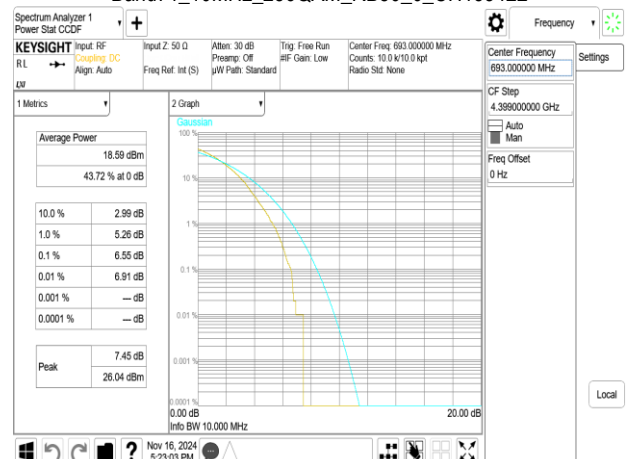 Spectrum Analyzer 1
Power Stat CCDF
Frequency
KEYSIGHT
RL
LXI
Input: RF
Coupling: DC
Align: Auto
Input Z: 50 Ω
Freq Ref: Int (S)
Atten: 30 dB
Preamp: Off
µW Path: Standard
Trig: Free Run
#IF Gain: Low
Center Freq: 693.000000 MHz
Counts: 10.0 k/10.0 kpt
Radio Std: None
Center Frequency
693.000000 MHz
Settings
CF Step
4.399000000 GHz
Auto
Man
Freq Offset
0 Hz
1 Metrics
2 Graph
Gaussian
Average Power
18.59 dBm
43.72 % at 0 dB
10.0 % 2.99 dB
1.0 % 5.26 dB
0.1 % 6.55 dB
0.01 % 6.91 dB
0.001 % --- dB
0.0001 % --- dB
Peak
7.45 dB
26.04 dBm
100 %
10 %
1 %
0.1 %
0.01 %
0.001 %
0.0001 %
0.00 dB 20.00 dB
Info BW 10.000 MHz
Local
Nov 16, 2024
5:23:03 PM